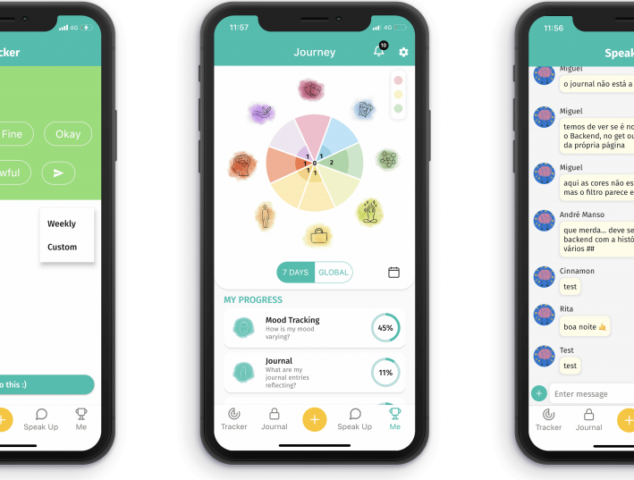 4G
cker
Fine
Okay
wful
Weekly
Custom
o this :)
+
Speak Up
Me
11:57
4G
Journey
10
1
1
1
0
2
1
1
1
7 DAYS
GLOBAL
MY PROGRESS
Mood Tracking
How is my mood
varying?
45%
Journal
What are my
journal entries
reflecting?
11%
Tracker
Journal
+
Speak Up
Me
11:56
Speak
Miguel
o journal não está a
Miguel
temos de ver se é no
o Backend, no get ou
da própria página
Miguel
aqui as cores não es
mas o filtro parece e
André Manso
que merda... deve se
backend com a histó
vários ##
Cinnamon
test
Rita
boa noite 👍
Test
test
+
Enter message
Tracker
Journal
+